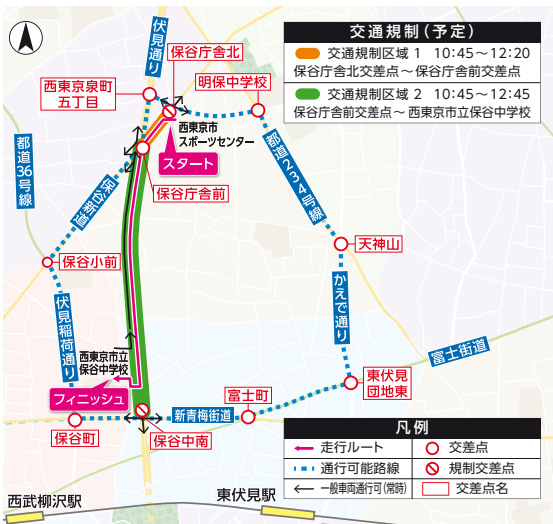 交通規制(予定)
交通規制区域 1 10:45～12:20
保谷庁舎北交差点～保谷庁舎前交差点
交通規制区域 2 10:45～12:45
保谷庁舎前交差点～西東京市立保谷中学校
伏見通り
保谷庁舎北
西東京泉町
五丁目
明保中学校
西東京市
スポーツセンター
スタート
都道36号線
保谷新道
保谷庁舎前
都道234号線
天神山
保谷小前
かえで通り
伏見稲荷通り
富士街道
西東京市立
保谷中学校
フィニッシュ
東伏見
団地東
富士町
新青梅街道
保谷町
保谷中南
凡例
走行ルート
交差点
通行可能路線
規制交差点
一般車両通行可(常時)
交差点名
西武柳沢駅
東伏見駅